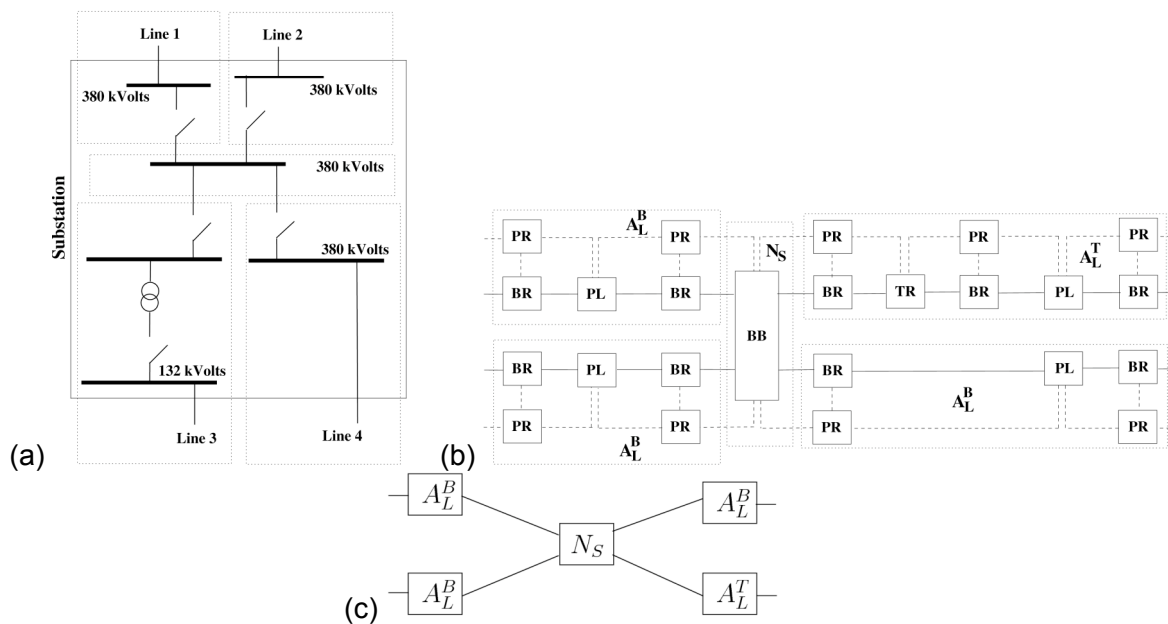 Line 1
Line 2
380 kVolts
380 kVolts
380 kVolts
Substation
380 kVolts
132 kVolts
Line 3
Line 4
(a)
PR
A_L^B
PR
N_S
PR
PR
PR
A_L^T
BR
PL
BR
BB
BR
TR
BR
PL
BR
BR
PL
BR
BR
PL
BR
A_L^B
PR
PR
PR
PR
A_L^B
(b)
A_L^B
A_L^B
N_S
A_L^B
A_L^T
(c)